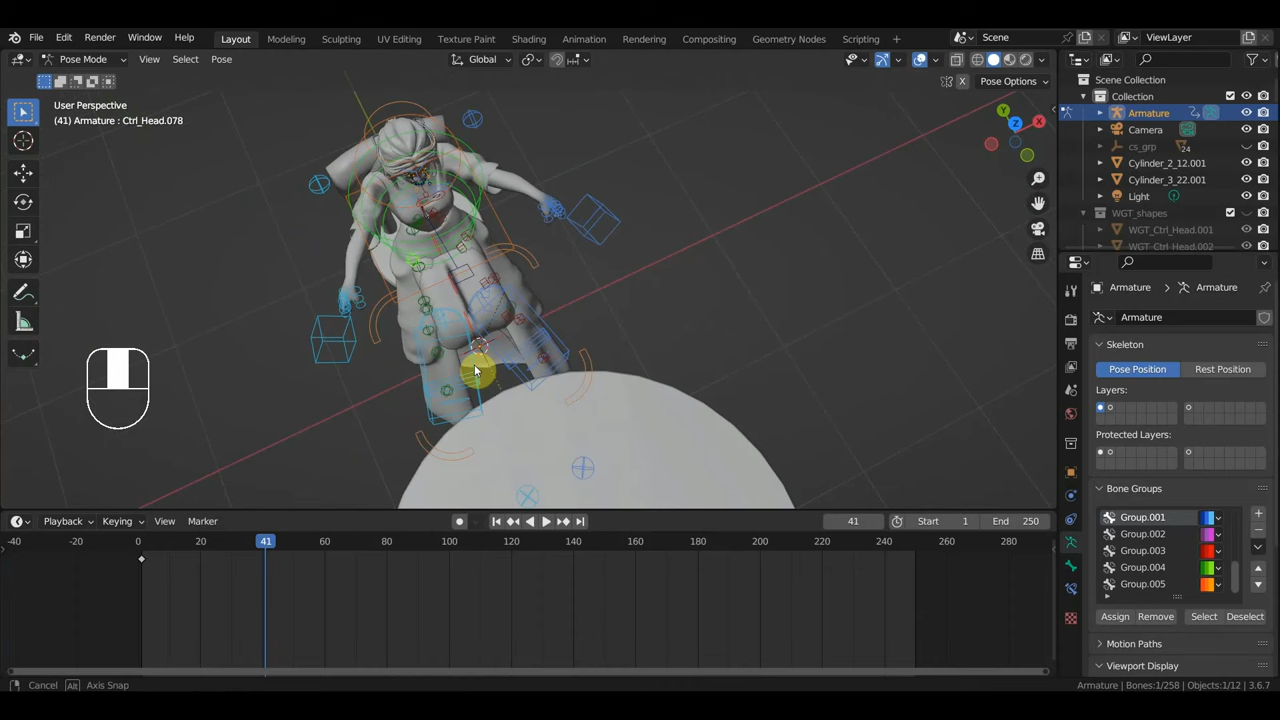 File Edit Render Window Help Layout Modeling Sculpting UV Editing Texture Paint Shading Animation Rendering Compositing Geometry Nodes Scripting + Scene ViewLayer
Pose Mode View Select Pose Global
X Pose Options
User Perspective
(41) Armature : Ctrl_Head.078
Y
Z
X
Scene Collection
Collection
Armature
Camera
cs_grp 24
Cylinder_2_12.001
Cylinder_3_22.001
Light
WGT_shapes
WGT_Ctrl_Head.001
WGT_Ctrl_Head.002
Armature > Armature
Armature
Skeleton
Pose Position Rest Position
Layers:
Protected Layers:
Bone Groups
Group.001
Group.002
Group.003
Group.004
Group.005
Assign Remove Select Deselect
Motion Paths
Viewport Display
Playback Keying View Marker 41 Start 1 End 250
-40 -20 0 20 41 60 80 100 120 140 160 180 200 220 240 260 280
Cancel Alt Axis Snap Armature | Bones:1/258 | Objects:1/12 | 3.6.7